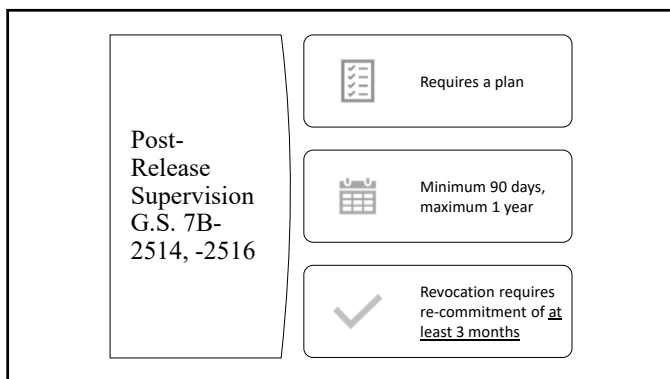 Post-
Release
Supervision
G.S. 7B-
2514, -2516
Requires a plan
Minimum 90 days,
maximum 1 year
Revocation requires
re-commitment of at
least 3 months